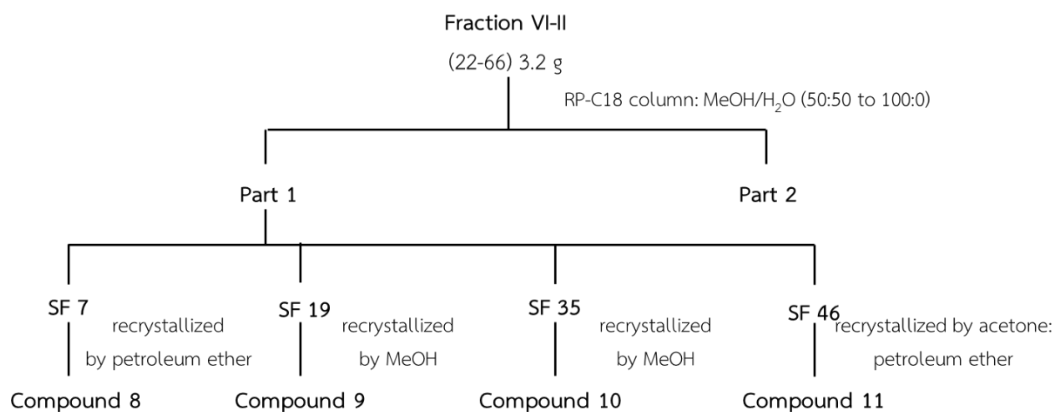 Fraction VI-II
(22-66) 3.2 g
RP-C18 column: MeOH/H₂O (50:50 to 100:0)
Part 1
Part 2
SF 7
recrystallized
by petroleum ether
SF 19
recrystallized
by MeOH
SF 35
recrystallized
by MeOH
SF 46
recrystallized by acetone:
petroleum ether
Compound 8
Compound 9
Compound 10
Compound 11